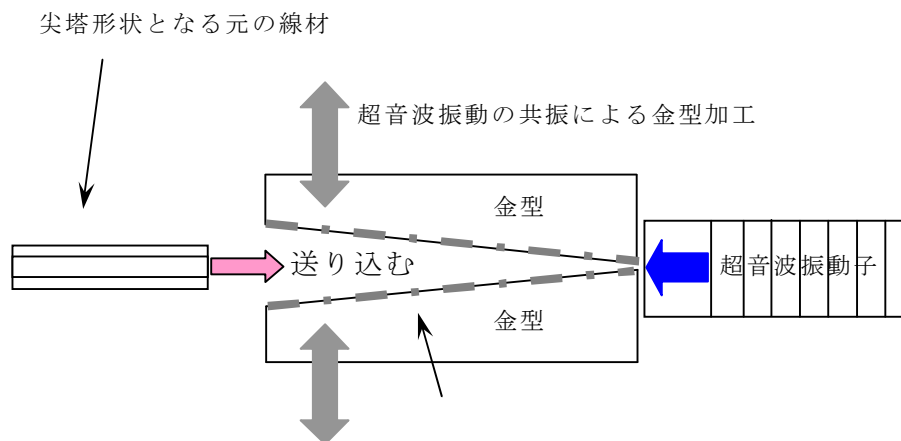 尖塔形状となる元の線材
超音波振動の共振による金型加工
金型
送り込む
超音波振動子
金型